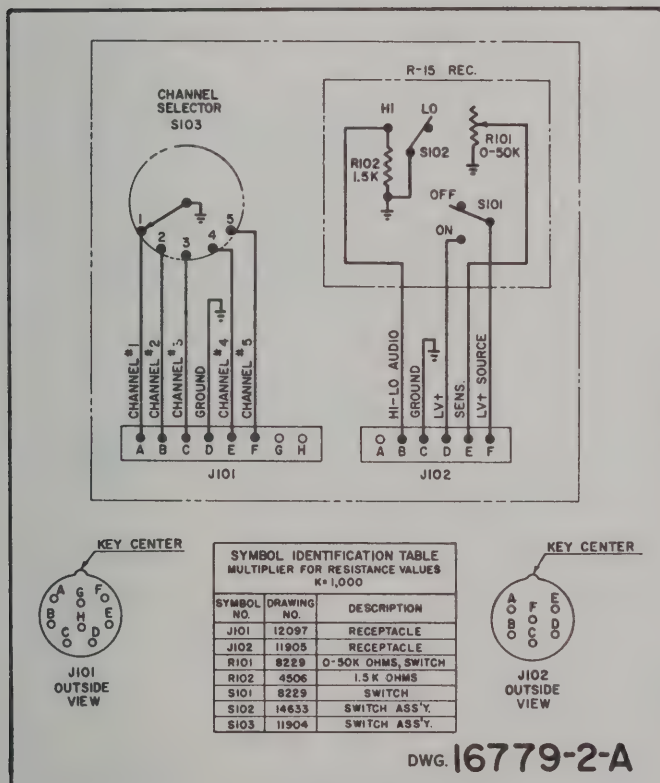 R-15 REC.
CHANNEL
SELECTOR
S103
HI LO
S102
R102
1.5K
R101
0-50K
OFF S101
ON
1
2
3
4
5
CHANNEL #1
CHANNEL #2
CHANNEL #3
GROUND
CHANNEL #4
CHANNEL #5
HI-LO AUDIO
GROUND
LV+
SENS.
LV+ SOURCE
A B C D E F G H
J101
A B C D E F
J102
KEY CENTER
A G F
B H E
C D
J101
OUTSIDE
VIEW
SYMBOL IDENTIFICATION TABLE
MULTIPLIER FOR RESISTANCE VALUES
K=1,000
SYMBOL NO. DRAWING NO. DESCRIPTION
J101 12097 RECEPTACLE
J102 11905 RECEPTACLE
R101 8229 0-50K OHMS, SWITCH
R102 4506 1.5 K OHMS
S101 8229 SWITCH
S102 14633 SWITCH ASS'Y.
S103 11904 SWITCH ASS'Y.
KEY CENTER
A F E
B C D
J102
OUTSIDE
VIEW
DWG. 16779-2-A